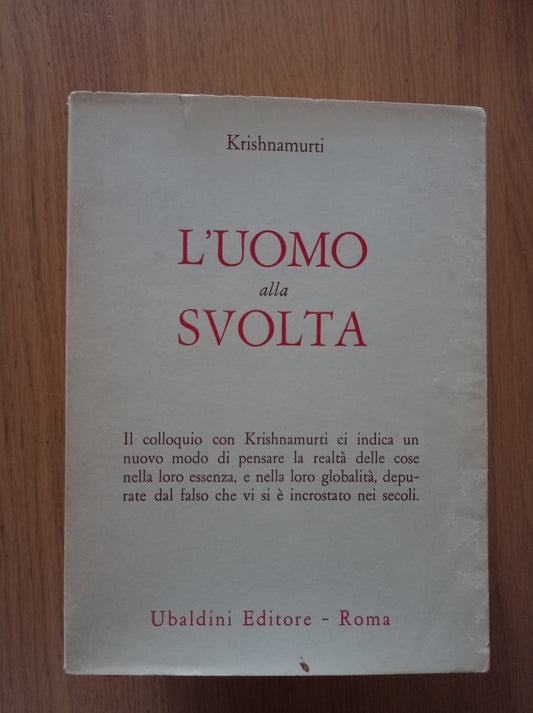 Krishnamurti
L'UOMO
alla
SVOLTA
Il colloquio con Krishnamurti ci indica un
nuovo modo di pensare la realtà delle cose
nella loro essenza, e nella loro globalità, depu-
rate dal falso che vi si è incrostato nei secoli.
Ubaldini Editore - Roma